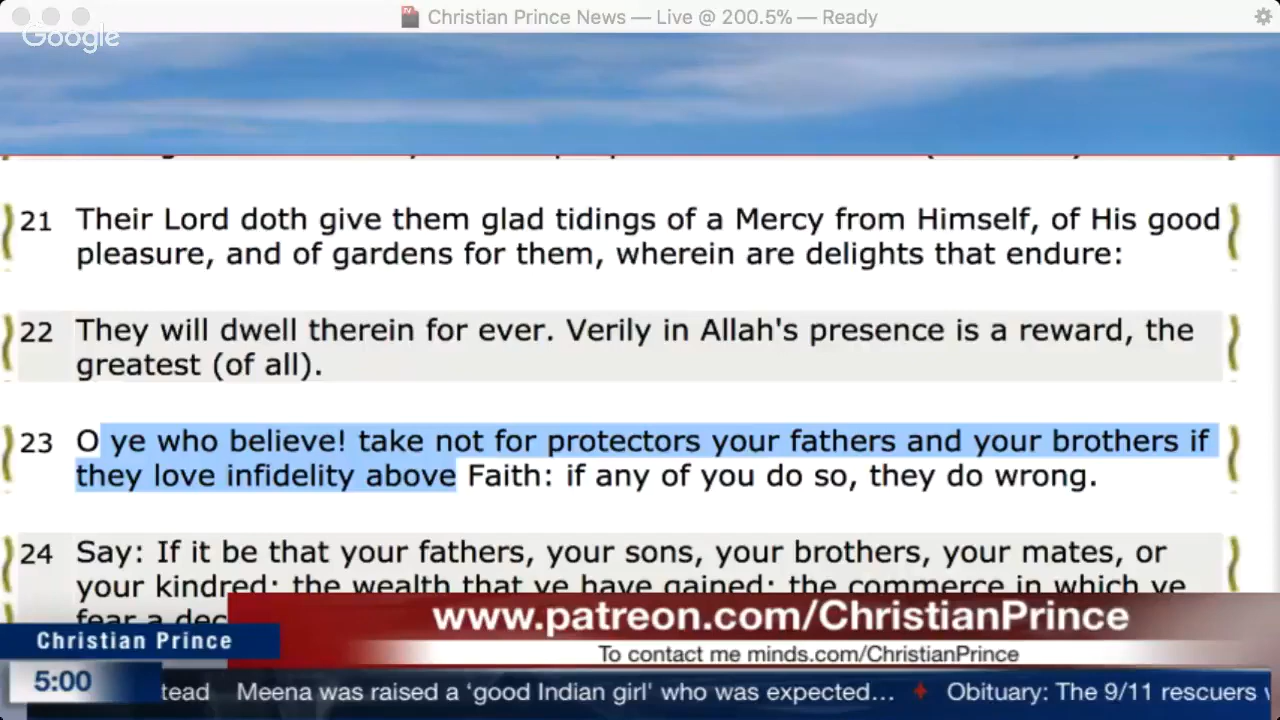 Christian Prince News — Live @ 200.5% — Ready
Google
21 Their Lord doth give them glad tidings of a Mercy from Himself, of His good
pleasure, and of gardens for them, wherein are delights that endure:
22 They will dwell therein for ever. Verily in Allah's presence is a reward, the
greatest (of all).
23 O ye who believe! take not for protectors your fathers and your brothers if
they love infidelity above Faith: if any of you do so, they do wrong.
24 Say: If it be that your fathers, your sons, your brothers, your mates, or
your kindred; the wealth that ye have gained; the commerce in which ye
fear a dec
www.patreon.com/ChristianPrince
Christian Prince
To contact me minds.com/ChristianPrince
5:00
tead Meena was raised a ‘good Indian girl' who was expected... Obituary: The 9/11 rescuers